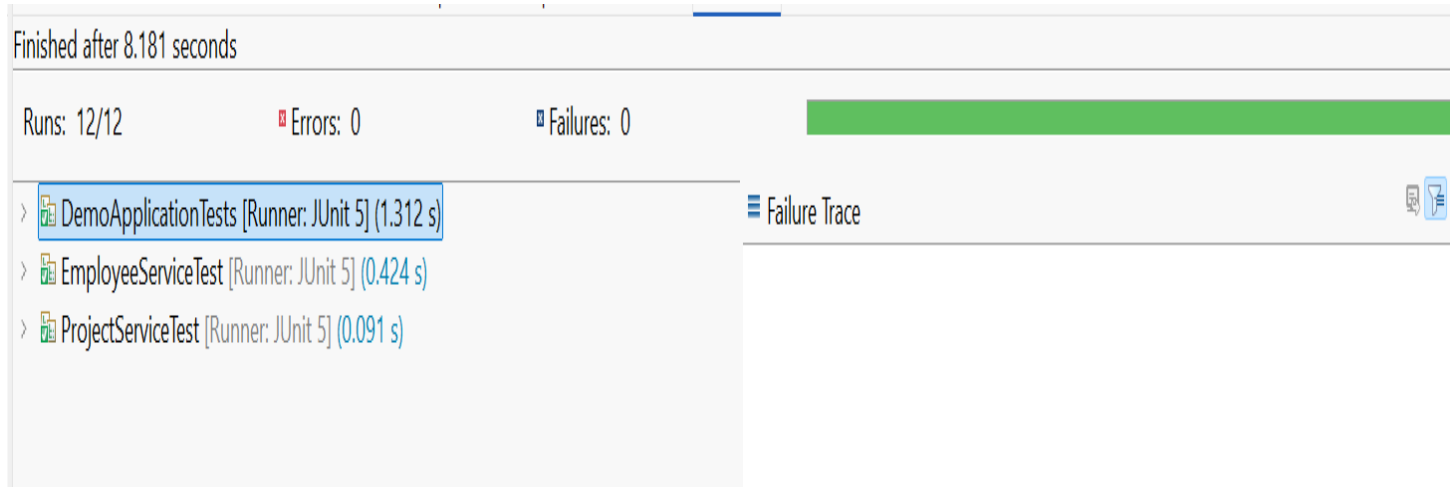 Finished after 8.181 seconds
Runs: 12/12 Errors: 0 Failures: 0
DemoApplicationTests [Runner: JUnit 5] (1.312 s)
EmployeeServiceTest [Runner: JUnit 5] (0.424 s)
ProjectServiceTest [Runner: JUnit 5] (0.091 s)
Failure Trace